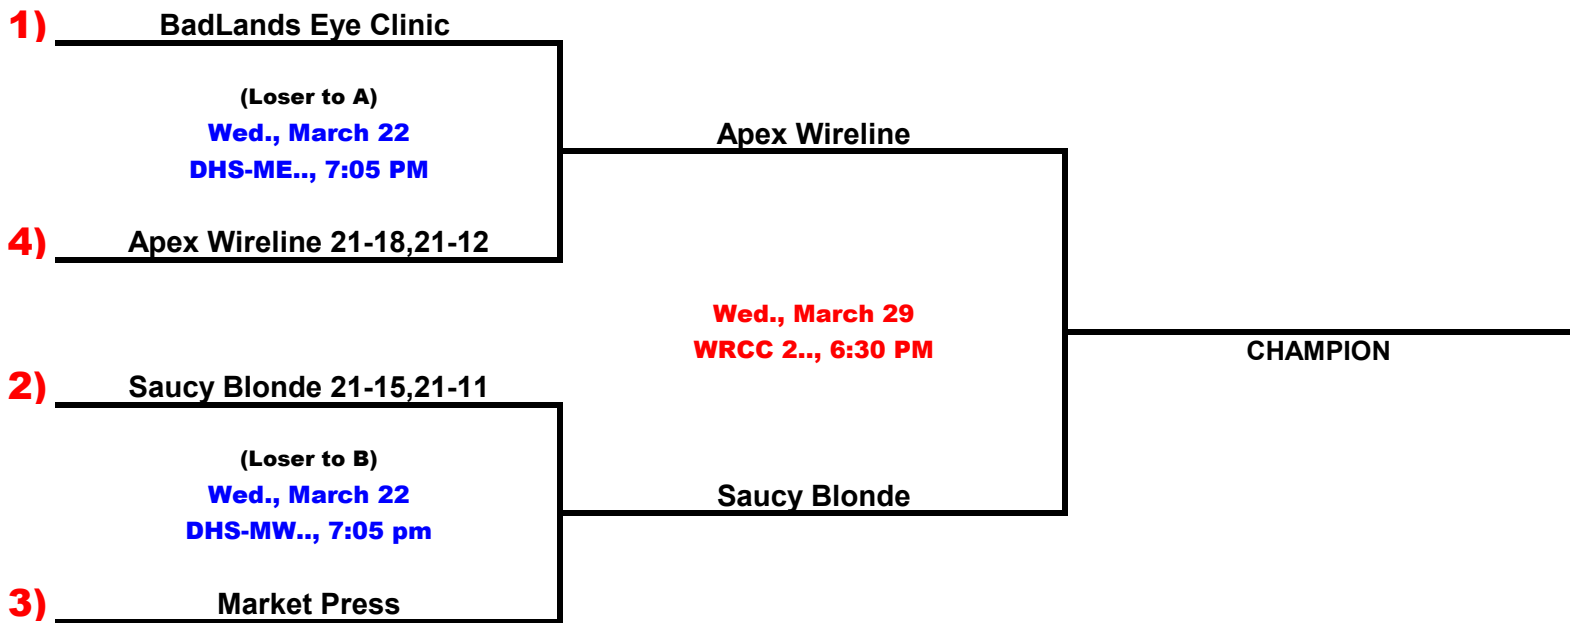 1) BadLands Eye Clinic
(Loser to A)
Wed., March 22
DHS-ME.., 7:05 PM
Apex Wireline
4) Apex Wireline 21-18,21-12
Wed., March 29
WRCC 2.., 6:30 PM
CHAMPION
2) Saucy Blonde 21-15,21-11
(Loser to B)
Wed., March 22
DHS-MW.., 7:05 pm
Saucy Blonde
3) Market Press